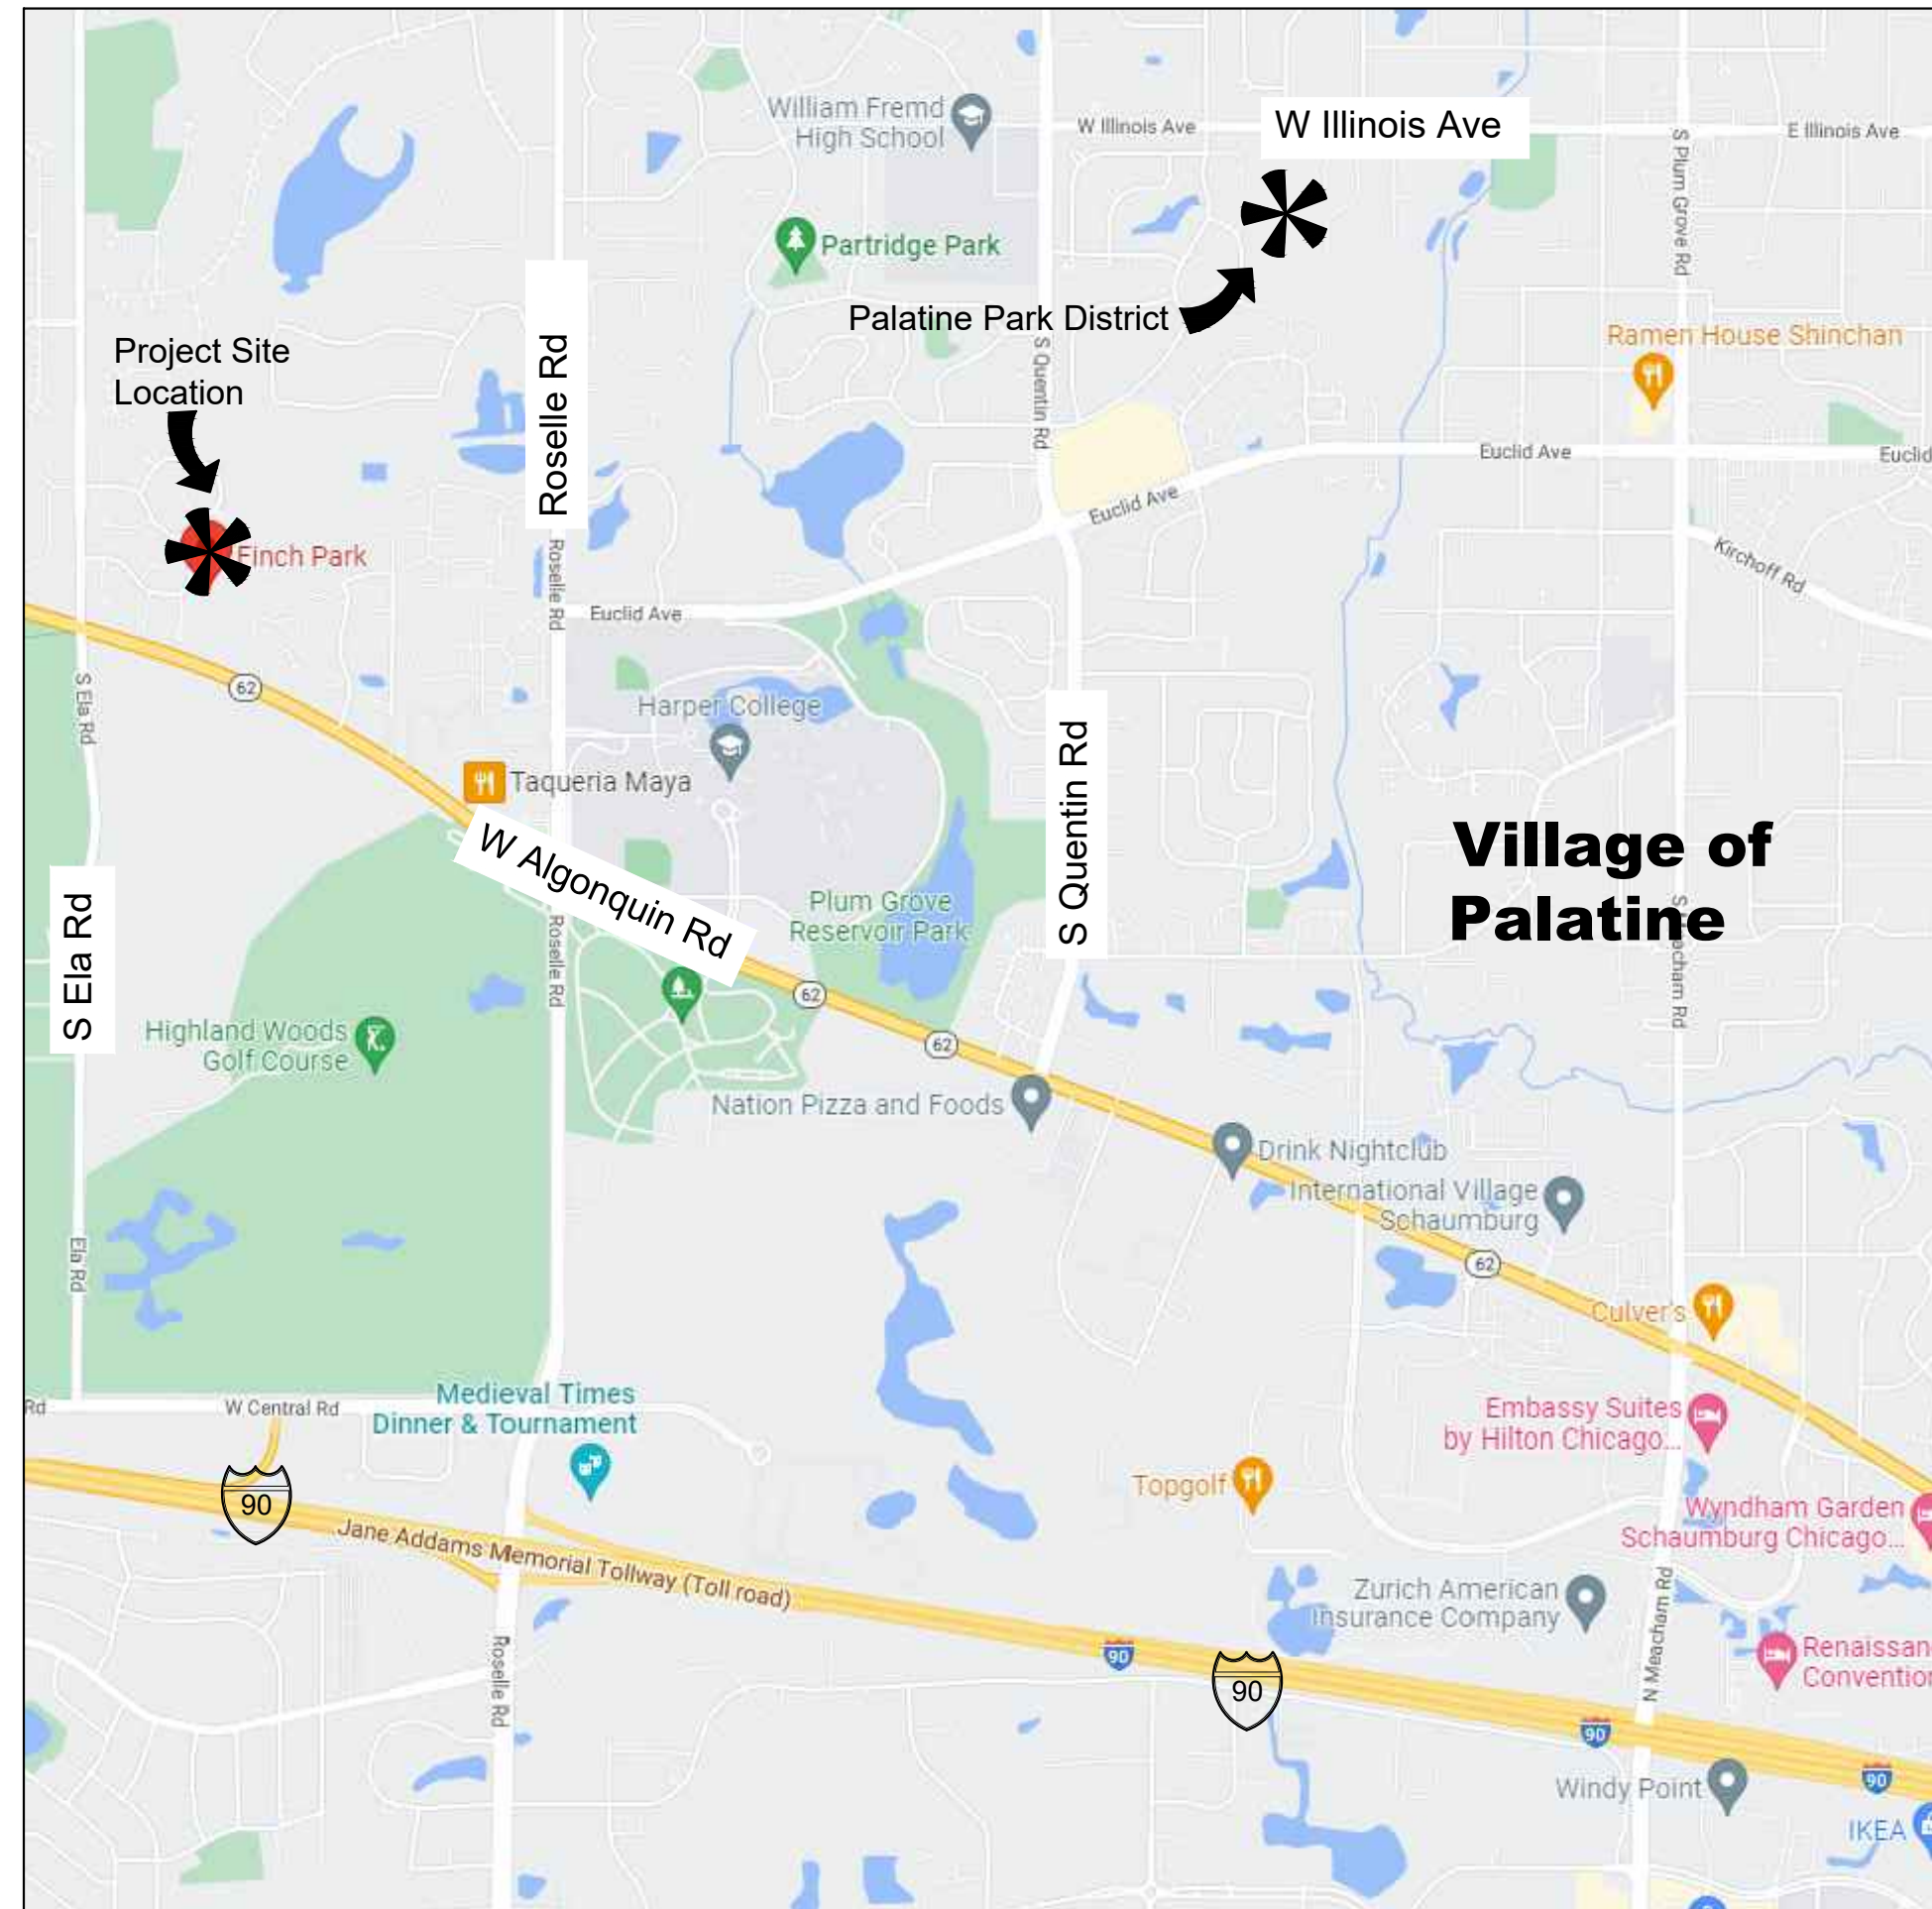 William Fremd
High School
W Illinois Ave
W Illinois Ave
E Illinois Ave
S Plum Grove Rd
Partridge Park
Palatine Park District
Project Site
Location
Roselle Rd
S Quentin Rd
Ramen House Shinchan
Euclid Ave
Euclid
Euclid Ave
Kirchoff Rd
Finch Park
Roselle Rd
Euclid Ave
62
S Ela Rd
Harper College
Taqueria Maya
S Quentin Rd
W Algonquin Rd
Village of
Palatine
Plum Grove
Reservoir Park
S Ela Rd
Roselle Rd
62
Highland Woods
Golf Course
62
Nation Pizza and Foods
Drink Nightclub
International Village
Schaumburg
Ela Rd
62
Culver's
Rd
W Central Rd
Medieval Times
Dinner & Tournament
Embassy Suites
by Hilton Chicago...
Topgolf
90
Wyndham Garden
Schaumburg Chicago...
Jane Addams Memorial Tollway (Toll road)
Zurich American
Insurance Company
N Meacham Rd
Roselle Rd
90
90
Renaissan
Convention
90
Windy Point
90
IKEA